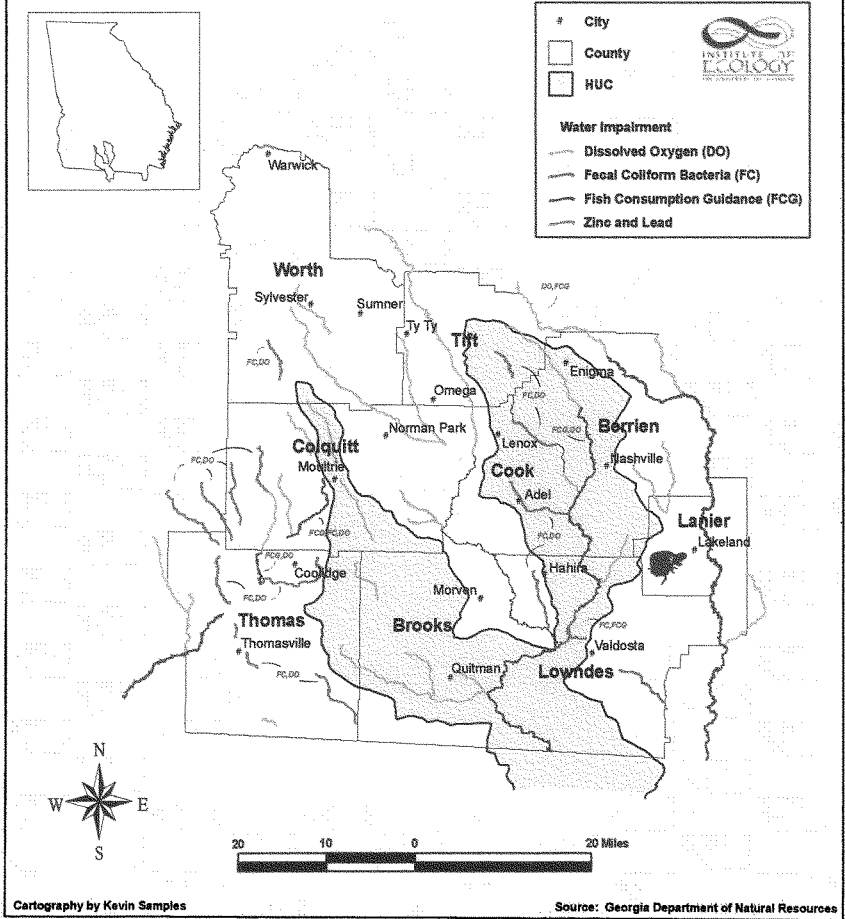 # City
County
HUC
INSTITUTE OF
ECOLOGY
Water Impairment
Dissolved Oxygen (DO)
Fecal Coliform Bacteria (FC)
Fish Consumption Guidance (FCG)
Zinc and Lead
Warwick
Worth
Sylvester
Sumner
DO,FCG
Ty Ty
Tift
FC,DO
Enigma
Omega
FC,DO
Norman Park
FCG,DO
Berrien
Colquitt
Lenox
FC,DO
Moultrie
Cook
Nashville
Adel
Lanier
FC,DO
Lakeland
FCG,DO
Coolidge
Hahira
FC,DO
Morven
Thomas
Brooks
FC,FCG
Thomasville
Valdosta
FC,DO
Quitman
Lowndes
N
W E
S
20 10 0 20 Miles
Cartography by Kevin Samples
Source: Georgia Department of Natural Resources